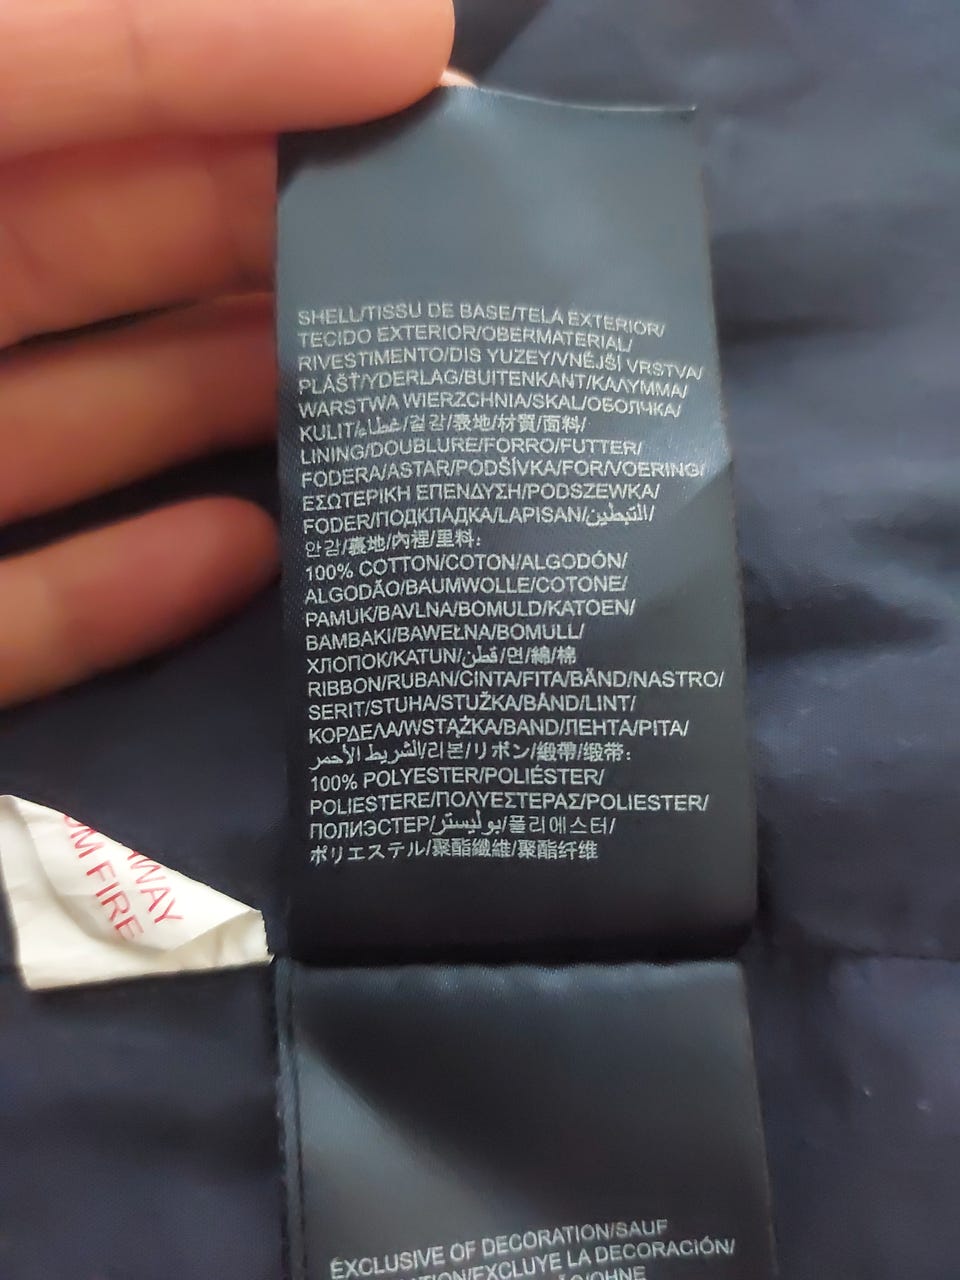 SHELL/TISSU DE BASE/TELA EXTERIOR/
TECIDO EXTERIOR/OBERMATERIAL/
RIVESTIMENTO/DIS YUZEY/VNĚJŠÍ VRSTVA/
PLÁŠŤ/YDERLAG/BUITENKANT/ΚΑΛΥΜΜΑ/
WARSTWA WIERZCHNIA/SKAL/ОБОЛЧКА/
KULIT/غطاء/겉감/表地/材質/面料/
LINING/DOUBLURE/FORRO/FUTTER/
FODERA/ASTAR/PODŠÍVKA/FOR/VOERING/
ΕΣΩΤΕΡΙΚΗ ΕΠΕΝΔΥΣΗ/PODSZEWKA/
FODER/ПОДКЛАДКА/LAPISAN/التبطين/
안감/裏地/內裡/里料:
100% COTTON/COTON/ALGODÓN/
ALGODÃO/BAUMWOLLE/COTONE/
PAMUK/BAVLNA/BOMULD/KATOEN/
BAMBAKI/BAWEŁNA/BOMULL/
ХЛОПОК/KATUN/قطن/면/綿/棉
RIBBON/RUBAN/CINTA/FITA/BÄND/NASTRO/
SERIT/STUHA/STUŽKA/BÅND/LINT/
ΚΟΡΔΕΛΑ/WSTĄŻKA/BAND/ЛЕНТА/PITA/
الشريط الأحمر/리본/リボン/緞帶/缎带:
100% POLYESTER/POLIÉSTER/
POLIESTERE/ΠΟΛΥΕΣΤΕΡΑΣ/POLIESTER/
ПОЛИЭСТЕР/بوليستر/폴리에스터/
ポリエステル/聚酯纖維/聚酯纤维
WAY
OM FIRE
EXCLUSIVE OF DECORATION/SAUF
EXCLUYE LA DECORACIÓN/
OHNE